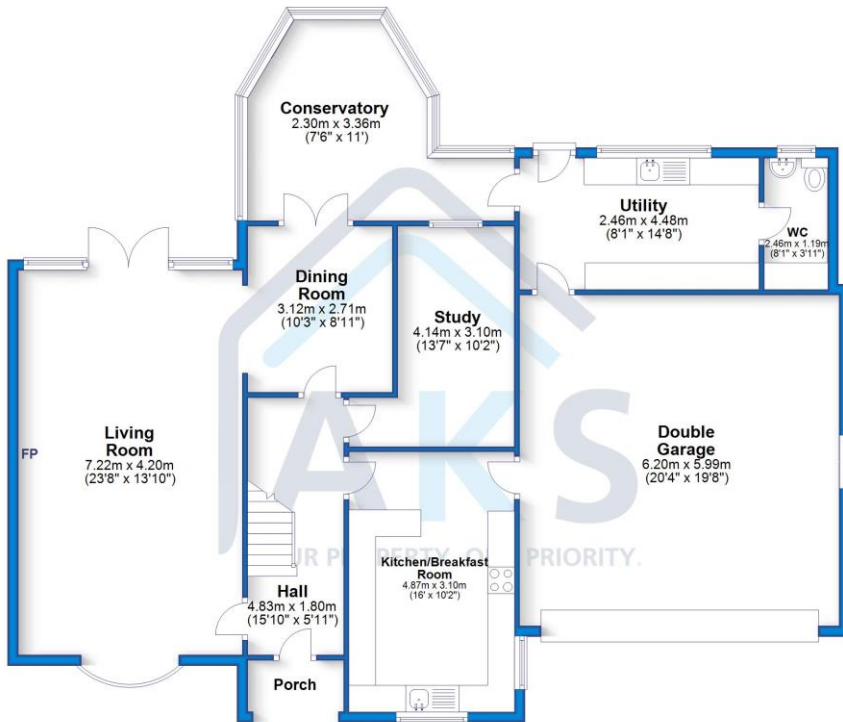 Conservatory
2.30m x 3.36m
(7'6" x 11')
Utility
2.46m x 4.48m
(8'1" x 14'8")
WC
2.46m x 1.19m
(8'1" x 3'11")
Dining
Room
3.12m x 2.71m
(10'3" x 8'11")
Study
4.14m x 3.10m
(13'7" x 10'2")
Living
Room
7.22m x 4.20m
(23'8" x 13'10")
FP
Double
Garage
6.20m x 5.99m
(20'4" x 19'8")
AKS
PRIORITY.
Kitchen/Breakfast
Room
4.87m x 3.10m
(16' x 10'2")
Hall
4.83m x 1.80m
(15'10" x 5'11")
Porch